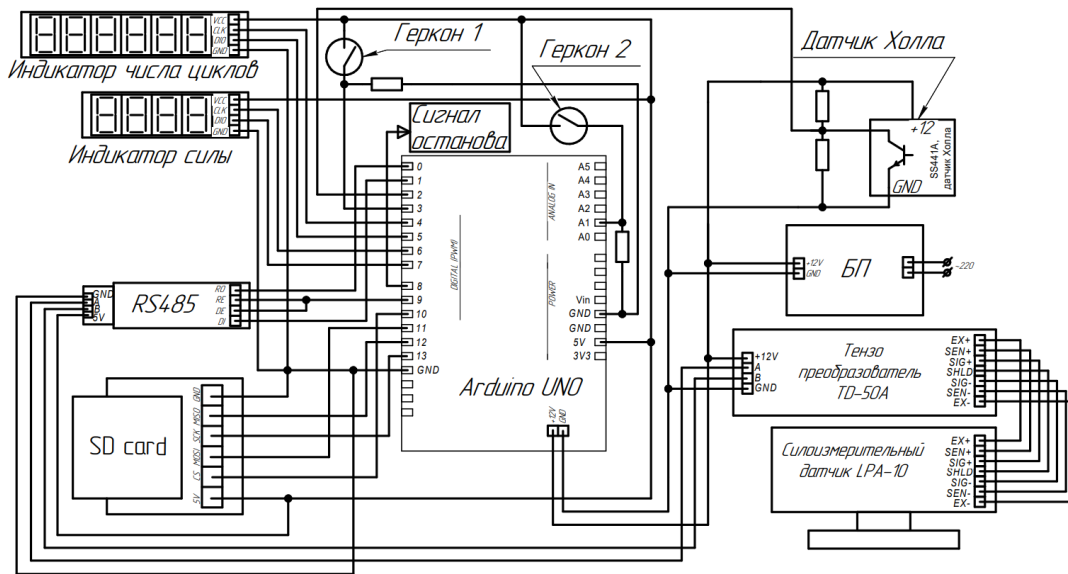 VCC
CLK
DIO
GND
Индикатор числа циклов
VCC
CLK
DIO
GND
Индикатор силы
Геркон 1
Геркон 2
Датчик Холла
Сигнал
останова
+12
SS441A,
датчик Холла
GND
0
1
2
3
4
5
6
7
8
9
10
11
12
13
GND
DIGITAL (PWM)
ANALOG IN
POWER
A5
A4
A3
A2
A1
A0
Vin
GND
GND
5V
3V3
Arduino UNO
+12V
GND
GND
A
B
5V
RS485
RO
RE
DE
DI
SD card
GND
MISO
SCK
MOSI
CS
5V
+12V
GND
БП
~220
+12V
A
B
GND
Тензо
преобразователь
TD-50A
EX+
SEN+
SIG+
SHLD
SIG-
SEN-
EX-
Силоизмерительный
датчик LPA-10
EX+
SEN+
SIG+
SHLD
SIG-
SEN-
EX-